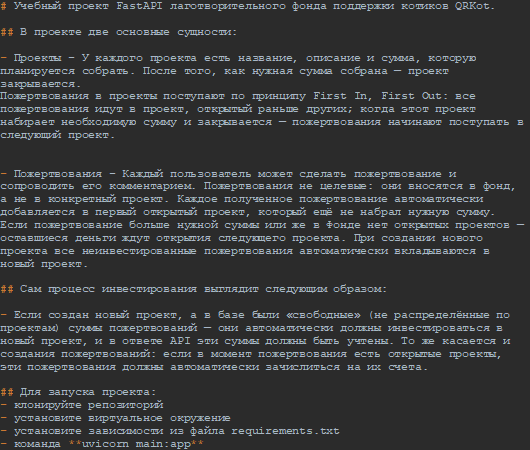 # Учебный проект FastAPI лаготворительного фонда поддержки котиков QRKot.
## В проекте две основные сущности:
- Проекты - У каждого проекта есть название, описание и сумма, которую
планируется собрать. После того, как нужная сумма собрана — проект
закрывается.
Пожертвования в проекты поступают по принципу First In, First Out: все
пожертвования идут в проект, открытый раньше других; когда этот проект
набирает необходимую сумму и закрывается — пожертвования начинают поступать в
следующий проект.
- Пожертвования - Каждый пользователь может сделать пожертвование и
сопроводить его комментарием. Пожертвования не целевые: они вносятся в фонд,
а не в конкретный проект. Каждое полученное пожертвование автоматически
добавляется в первый открытый проект, который ещё не набрал нужную сумму.
Если пожертвование больше нужной суммы или же в Фонде нет открытых проектов —
оставшиеся деньги ждут открытия следующего проекта. При создании нового
проекта все неинвестированные пожертвования автоматически вкладываются в
новый проект.
## Сам процесс инвестирования выглядит следующим образом:
- Если создан новый проект, а в базе были «свободные» (не распределённые по
проектам) суммы пожертвований — они автоматически должны инвестироваться в
новый проект, и в ответе API эти суммы должны быть учтены. То же касается и
создания пожертвований: если в момент пожертвования есть открытые проекты,
эти пожертвования должны автоматически зачислиться на их счета.
## Для запуска проекта:
- клонируйте репозиторий
- установите виртуальное окружение
- установите зависимости из файла requirements.txt
- команда **uvicorn main:app**